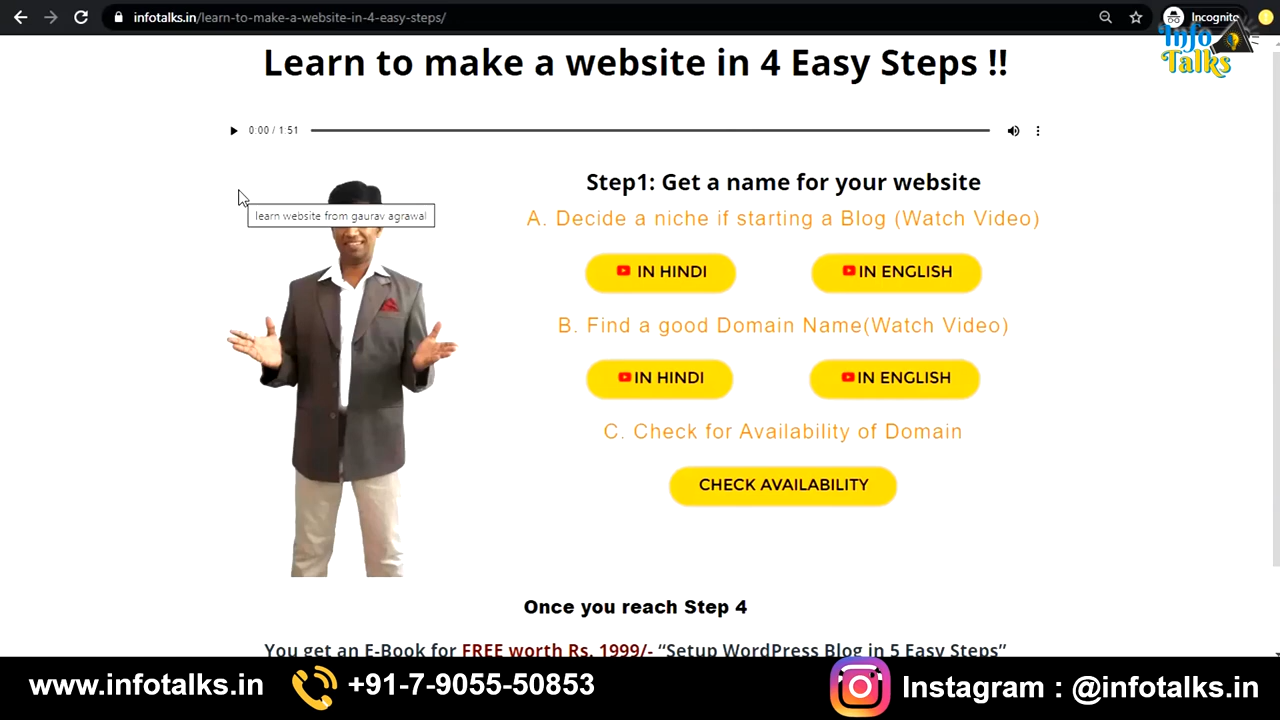 infotalks.in/learn-to-make-a-website-in-4-easy-steps/
Incognito
Info
Talks
Learn to make a website in 4 Easy Steps !!
0:00 / 1:51
learn website from gaurav agrawal
Step1: Get a name for your website
A. Decide a niche if starting a Blog (Watch Video)
IN HINDI
IN ENGLISH
B. Find a good Domain Name(Watch Video)
IN HINDI
IN ENGLISH
C. Check for Availability of Domain
CHECK AVAILABILITY
Once you reach Step 4
You get an E-Book for FREE worth Rs. 1999/- “Setup WordPress Blog in 5 Easy Steps”
www.infotalks.in
+91-7-9055-50853
Instagram : @infotalks.in